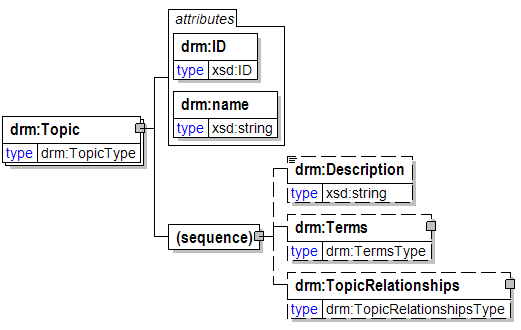 attributes
drm:ID
type xsd:ID
drm:name
type xsd:string
drm:Topic
type drm:TopicType
(sequence)
drm:Description
type xsd:string
drm:Terms
type drm:TermsType
drm:TopicRelationships
type drm:TopicRelationshipsType